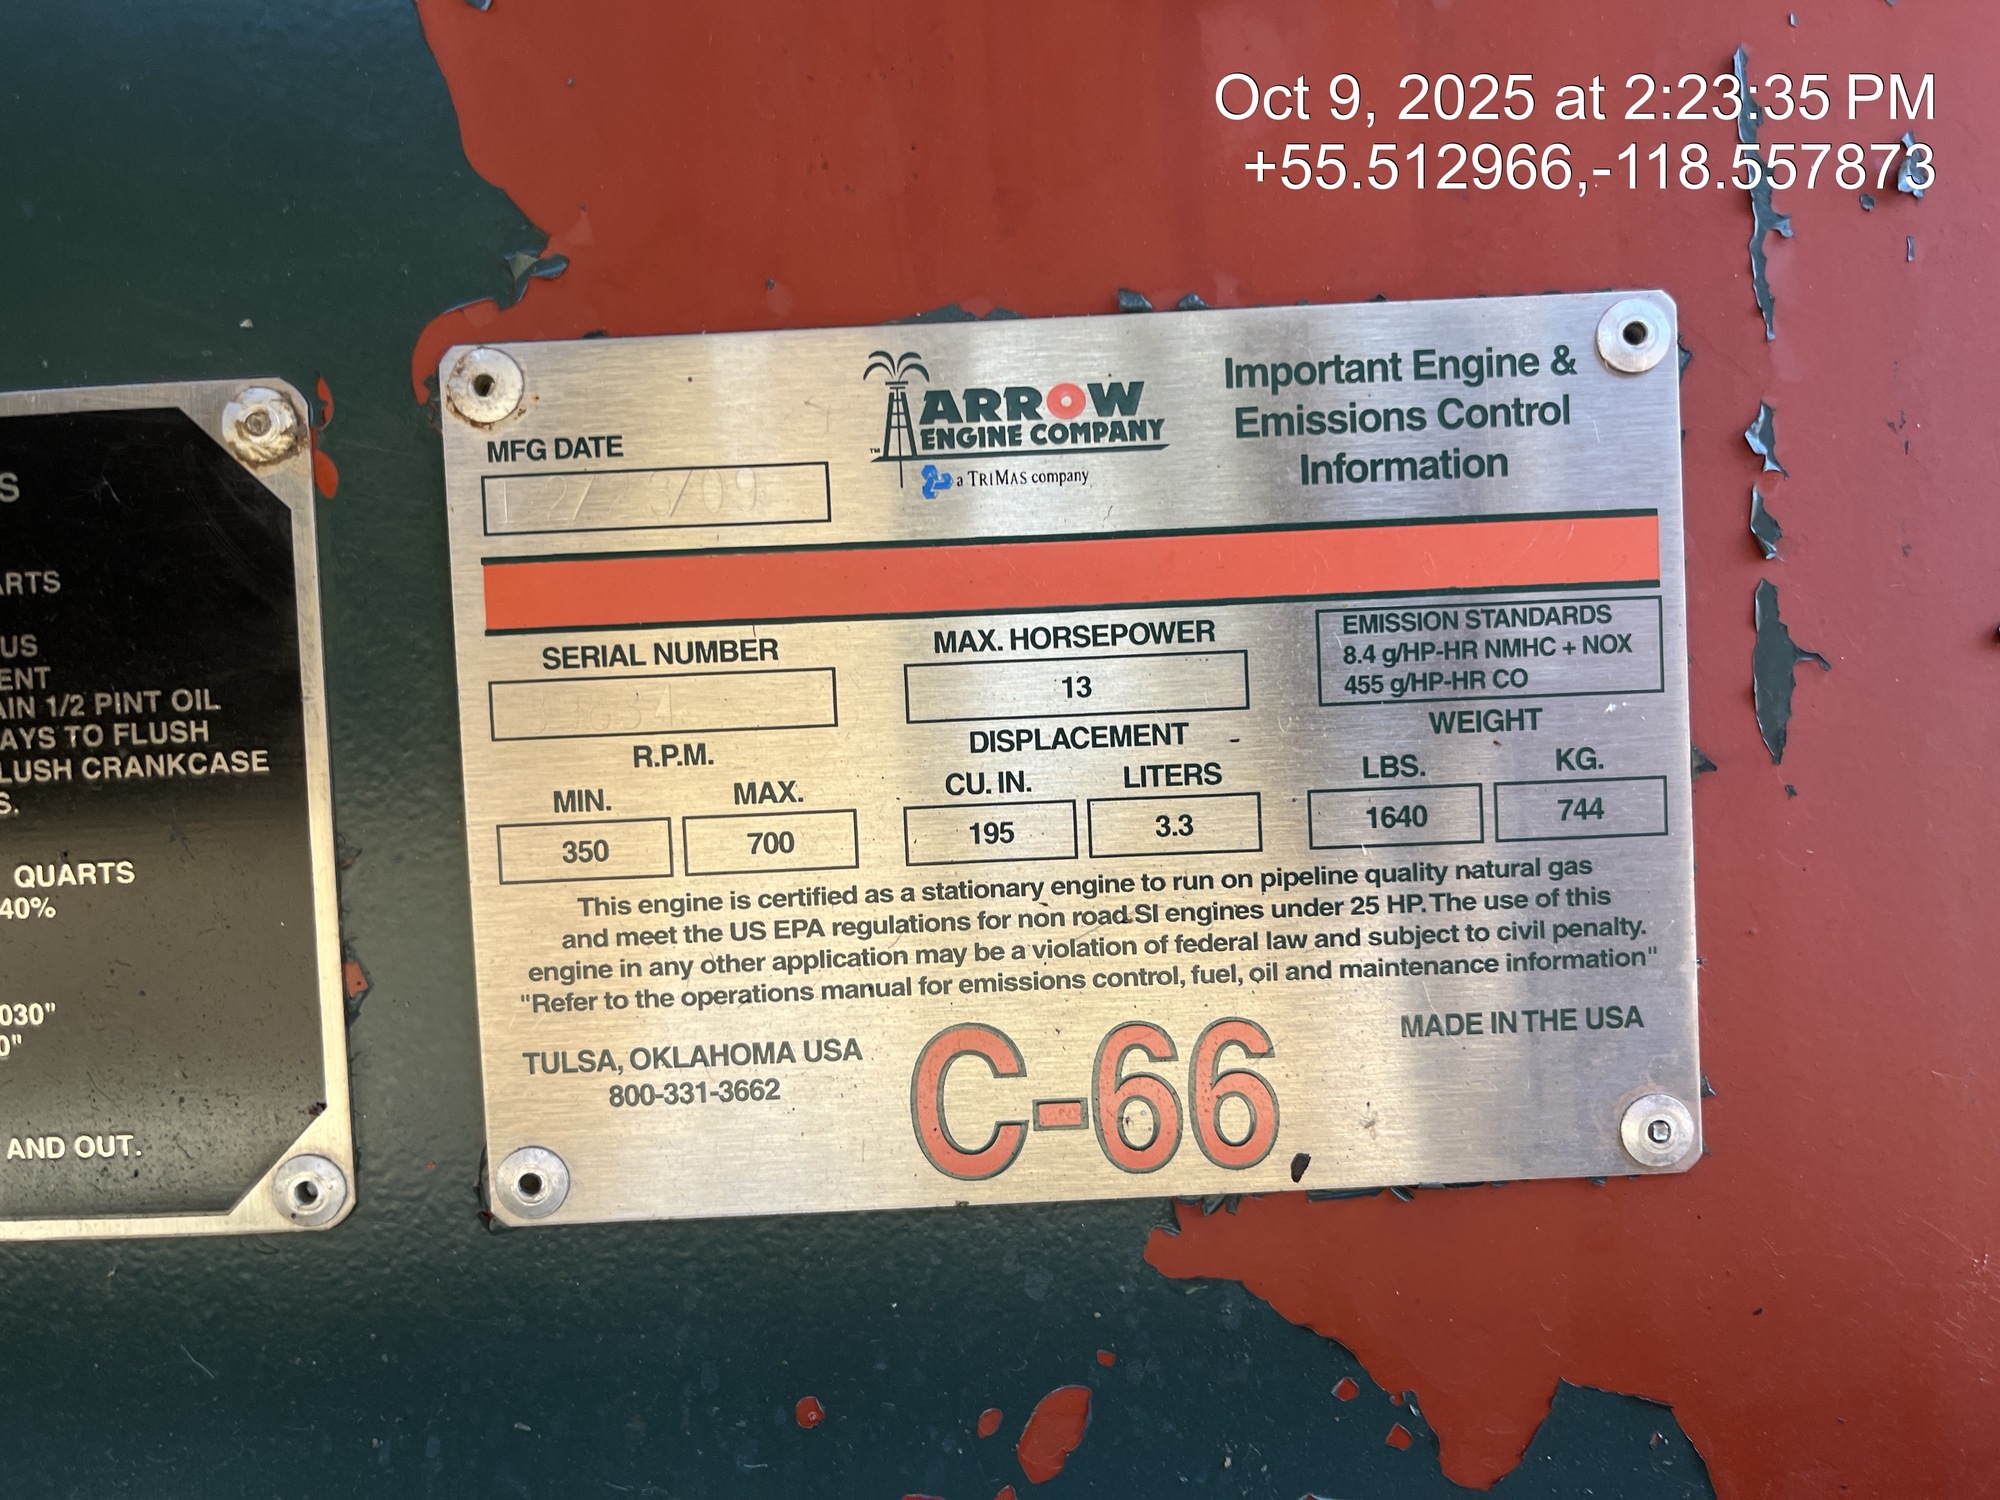 Oct 9, 2025 at 2:23:35 PM
+55.512966,-118.557873
S
ARTS
US
ENT
AIN 1/2 PINT OIL
AYS TO FLUSH
LUSH CRANKCASE
S.
QUARTS
40%
030"
0"
AND OUT.
MFG DATE
ARROW
ENGINE COMPANY
™
a TRIMAS company
Important Engine &
Emissions Control
Information
SERIAL NUMBER
MAX. HORSEPOWER
13
EMISSION STANDARDS
8.4 g/HP-HR NMHC + NOX
455 g/HP-HR CO
R.P.M.
MIN.
MAX.
350
700
DISPLACEMENT
CU. IN.
LITERS
195
3.3
WEIGHT
LBS.
KG.
1640
744
This engine is certified as a stationary engine to run on pipeline quality natural gas
and meet the US EPA regulations for non road SI engines under 25 HP. The use of this
engine in any other application may be a violation of federal law and subject to civil penalty.
"Refer to the operations manual for emissions control, fuel, oil and maintenance information"
TULSA, OKLAHOMA USA
800-331-3662
C-66
MADE IN THE USA